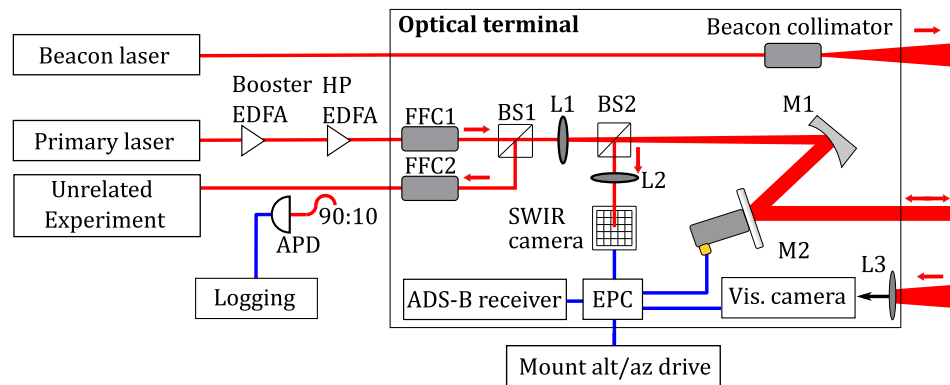 Optical terminal
Beacon collimator
Beacon laser
Booster
EDFA
HP
EDFA
FFC1
BS1
L1
BS2
M1
Primary laser
FFC2
L2
Unrelated
Experiment
90:10
APD
SWIR
camera
M2
L3
Logging
ADS-B receiver
EPC
Vis. camera
Mount alt/az drive